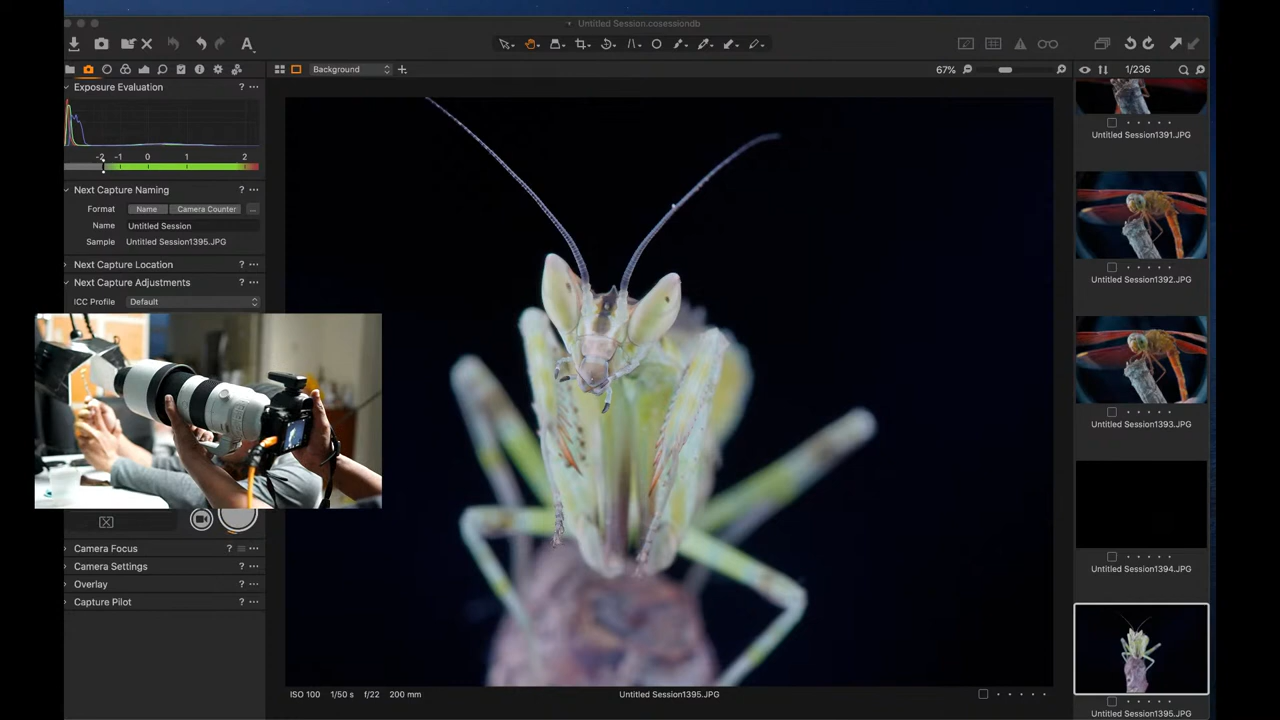 Untitled Session.cosessiondb
A
Background
67%
1/236
Exposure Evaluation ? ...
-2 -1 0 1 2
Next Capture Naming ? ...
Format Name Camera Counter ...
Name Untitled Session
Sample Untitled Session1395.JPG
Next Capture Location ? ...
Next Capture Adjustments ? ...
ICC Profile Default
Camera Focus ? ...
Camera Settings ? ...
Overlay ? ...
Capture Pilot ? ...
ISO 100 1/50 s f/22 200 mm
Untitled Session1395.JPG
Untitled Session1391.JPG
Untitled Session1392.JPG
Untitled Session1393.JPG
Untitled Session1394.JPG
Untitled Session1395.JPG